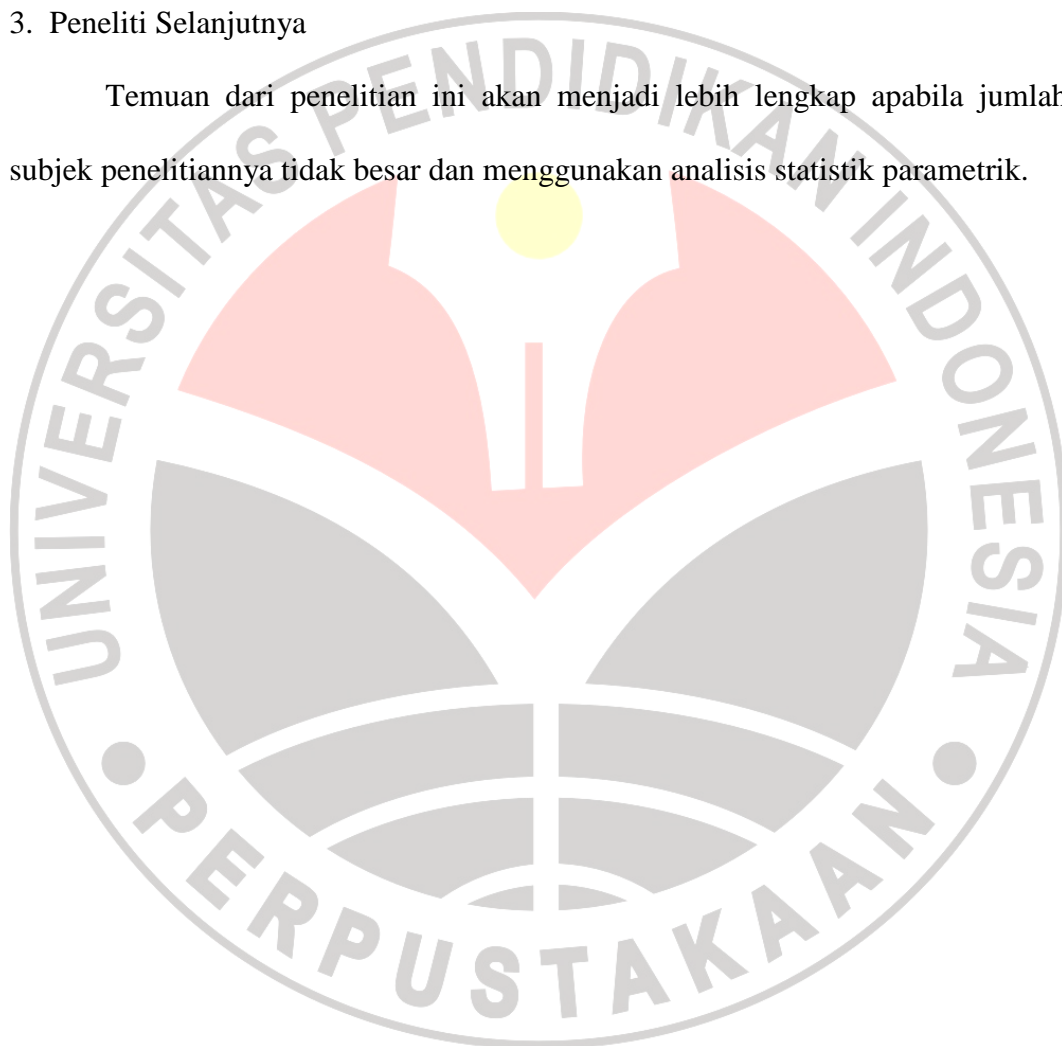 3. Peneliti Selanjutnya
Temuan dari penelitian ini akan menjadi lebih lengkap apabila jumlah
subjek penelitiannya tidak besar dan menggunakan analisis statistik parametrik.
UNIVERSITAS PENDIDIKAN INDONESIA
PERPUSTAKAAN